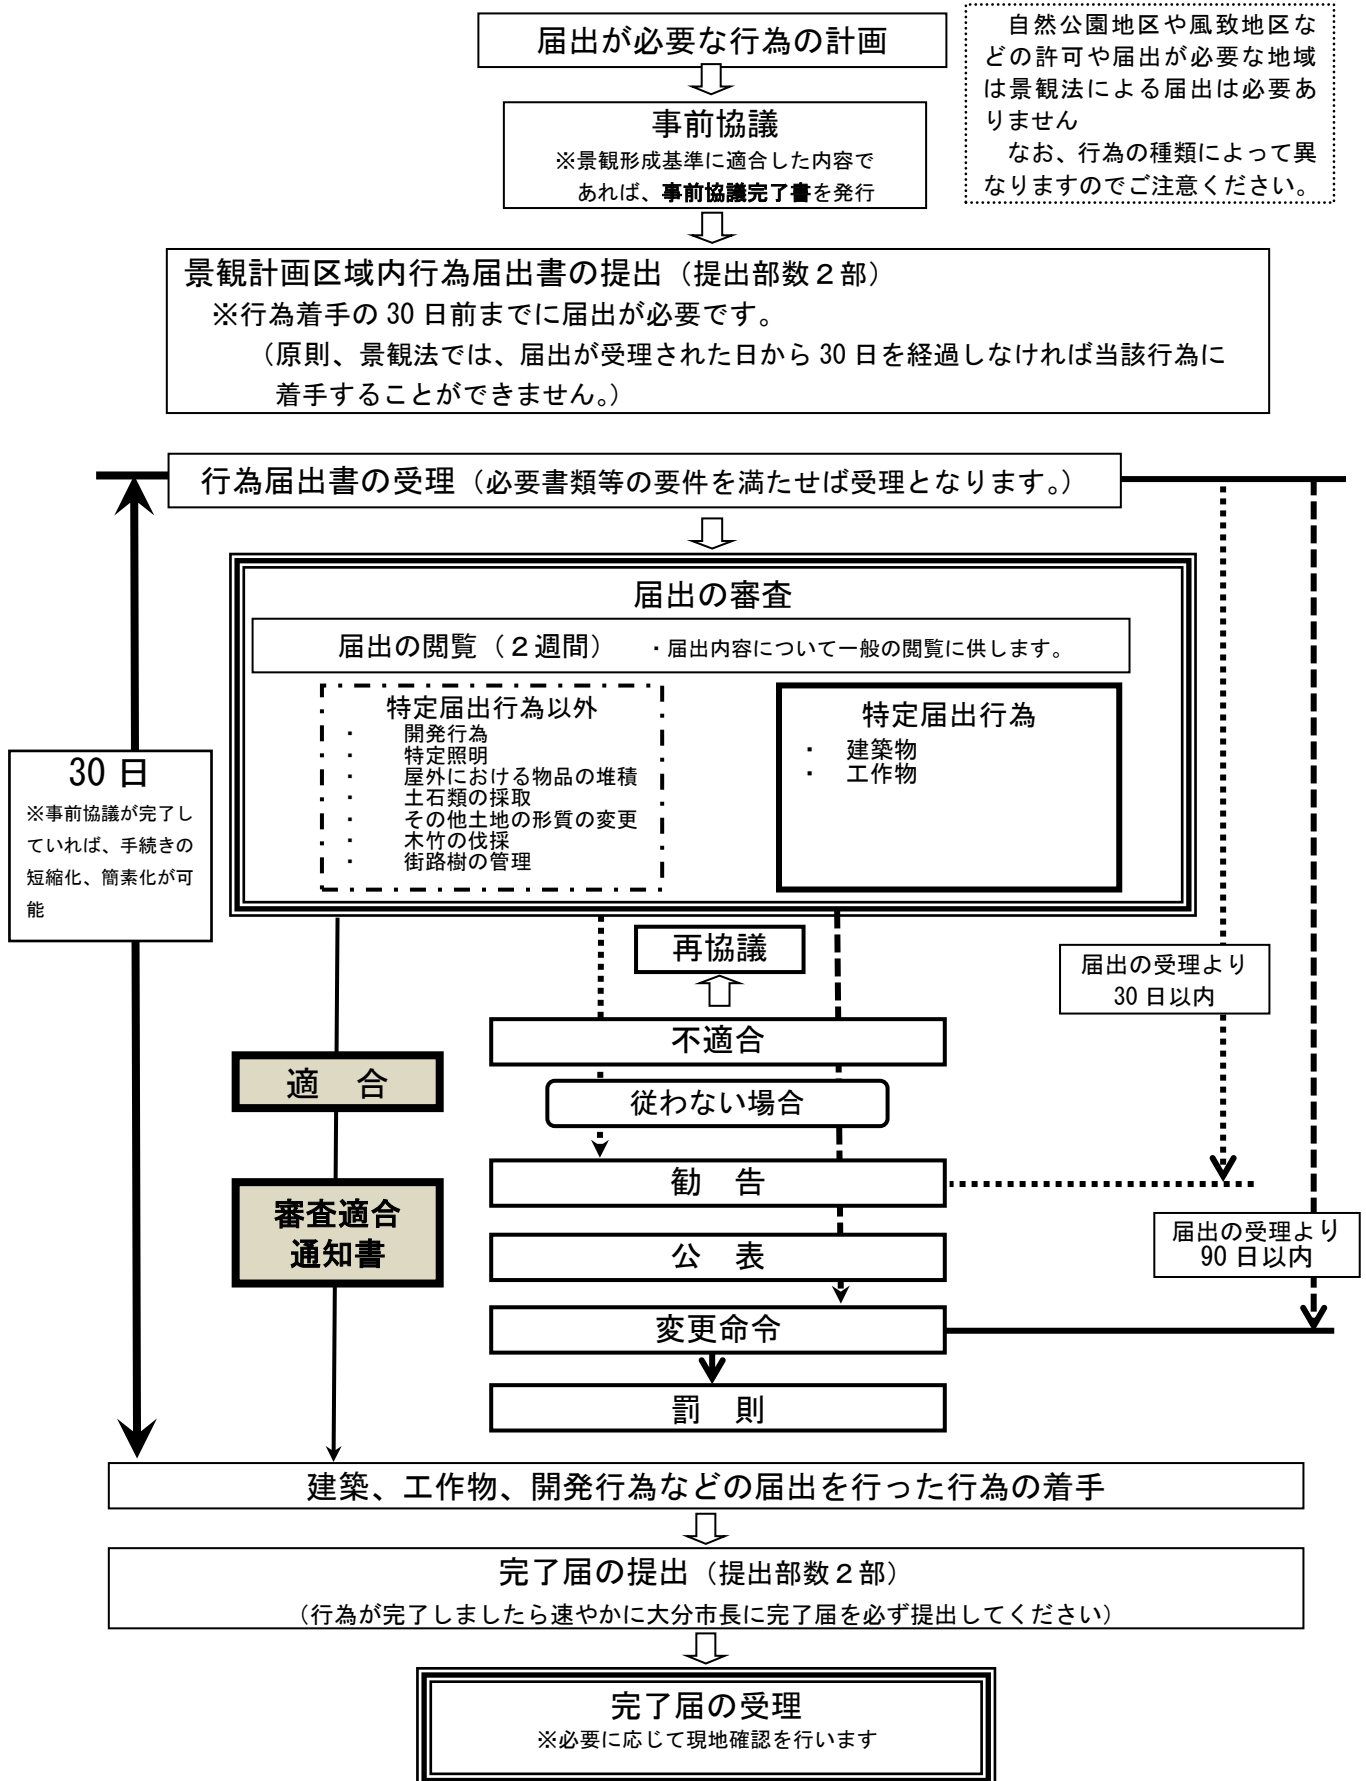 届出が必要な行為の計画
自然公園地区や風致地区な
どの許可や届出が必要な地域
は景観法による届出は必要あ
りません
なお、行為の種類によって異
なりますのでご注意ください。
事前協議
※景観形成基準に適合した内容で
あれば、事前協議完了書を発行
景観計画区域内行為届出書の提出（提出部数２部）
※行為着手の 30 日前までに届出が必要です。
（原則、景観法では、届出が受理された日から 30 日を経過しなければ当該行為に
着手することができません。）
行為届出書の受理（必要書類等の要件を満たせば受理となります。）
届出の審査
届出の閲覧（２週間） ・届出内容について一般の閲覧に供します。
特定届出行為以外
・ 開発行為
・ 特定照明
・ 屋外における物品の堆積
・ 土石類の採取
・ その他土地の形質の変更
・ 木竹の伐採
・ 街路樹の管理
特定届出行為
・ 建築物
・ 工作物
30 日
※事前協議が完了し
ていれば、手続きの
短縮化、簡素化が可
能
再協議
届出の受理より
30 日以内
不適合
適 合
従わない場合
勧 告
審査適合
通知書
公 表
届出の受理より
90 日以内
変更命令
罰 則
建築、工作物、開発行為などの届出を行った行為の着手
完了届の提出（提出部数２部）
（行為が完了しましたら速やかに大分市長に完了届を必ず提出してください）
完了届の受理
※必要に応じて現地確認を行います